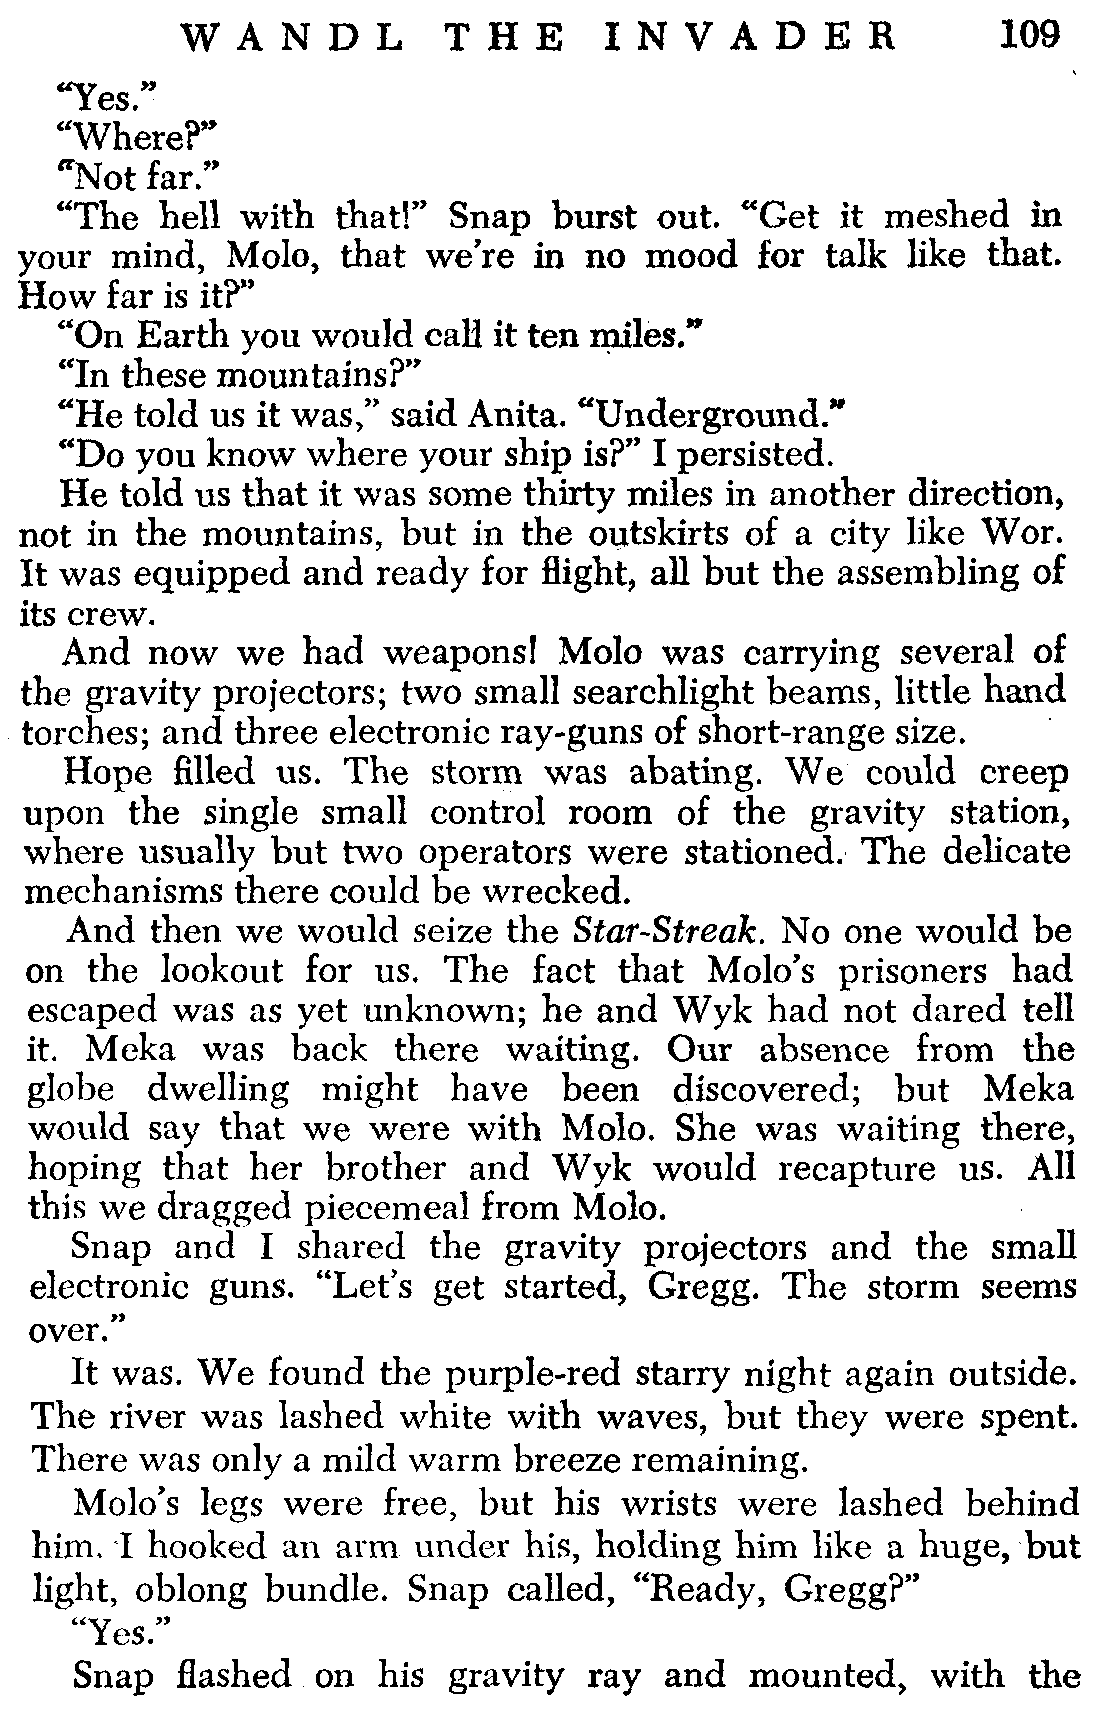 WANDL THE INVADER 109
“Yes.”
“Where?”
“Not far.”
“The hell with that!” Snap burst out. “Get it meshed in
your mind, Molo, that we’re in no mood for talk like that.
How far is it?”
“On Earth you would call it ten miles.”
“In these mountains?”
“He told us it was,” said Anita. “Underground.”
“Do you know where your ship is?” I persisted.
He told us that it was some thirty miles in another direction,
not in the mountains, but in the outskirts of a city like Wor.
It was equipped and ready for flight, all but the assembling of
its crew.
And now we had weapons! Molo was carrying several of
the gravity projectors; two small searchlight beams, little hand
torches; and three electronic ray-guns of short-range size.
Hope filled us. The storm was abating. We could creep
upon the single small control room of the gravity station,
where usually but two operators were stationed. The delicate
mechanisms there could be wrecked.
And then we would seize the Star-Streak. No one would be
on the lookout for us. The fact that Molo’s prisoners had
escaped was as yet unknown; he and Wyk had not dared tell
it. Meka was back there waiting. Our absence from the
globe dwelling might have been discovered; but Meka
would say that we were with Molo. She was waiting there,
hoping that her brother and Wyk would recapture us. All
this we dragged piecemeal from Molo.
Snap and I shared the gravity projectors and the small
electronic guns. “Let’s get started, Gregg. The storm seems
over.”
It was. We found the purple-red starry night again outside.
The river was lashed white with waves, but they were spent.
There was only a mild warm breeze remaining.
Molo’s legs were free, but his wrists were lashed behind
him. I hooked an arm under his, holding him like a huge, but
light, oblong bundle. Snap called, “Ready, Gregg?”
“Yes.”
Snap flashed on his gravity ray and mounted, with the